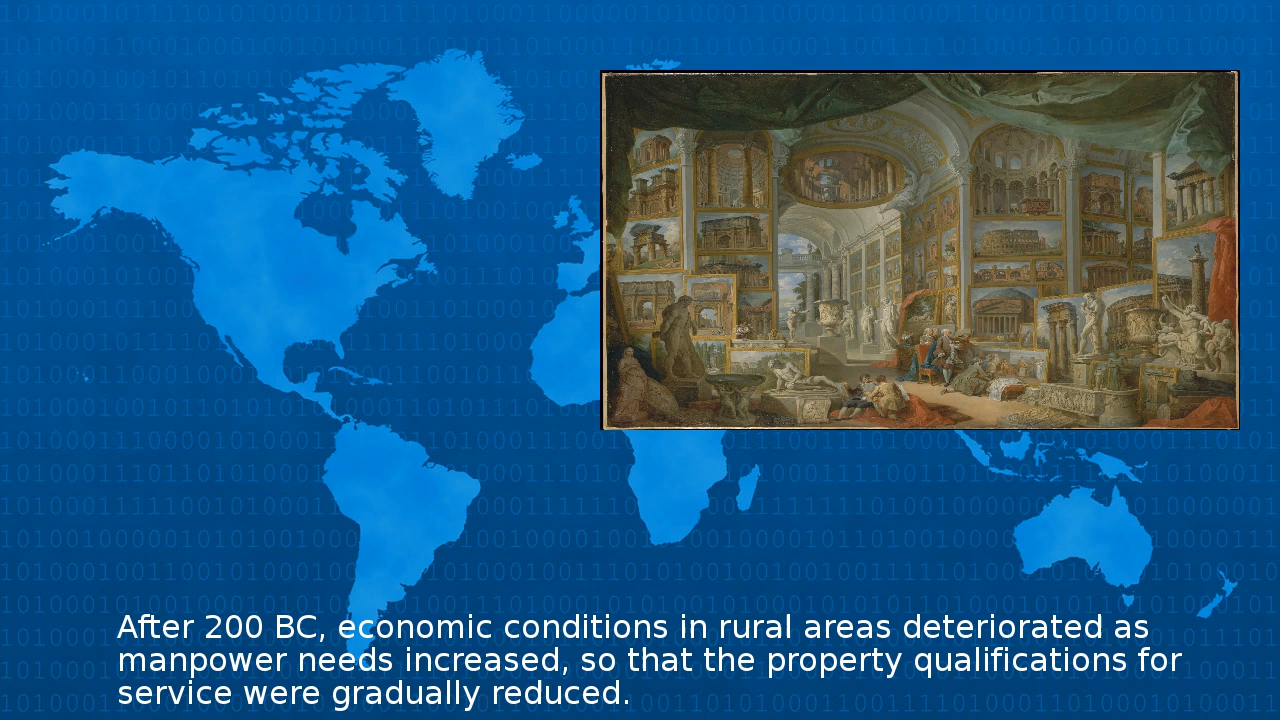 After 200 BC, economic conditions in rural areas deteriorated as
manpower needs increased, so that the property qualifications for
service were gradually reduced.